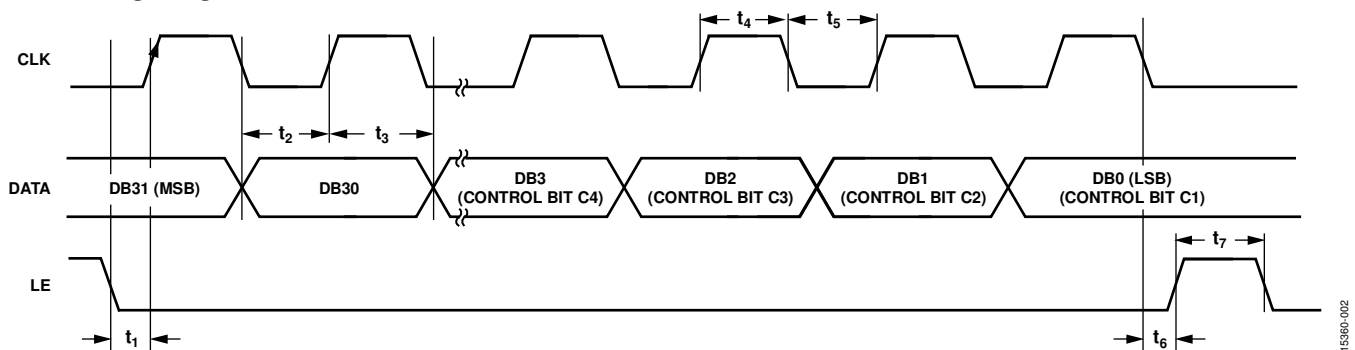 t4
t5
CLK
t2
t3
DATA
DB31 (MSB)
DB30
DB3
(CONTROL BIT C4)
DB2
(CONTROL BIT C3)
DB1
(CONTROL BIT C2)
DB0 (LSB)
(CONTROL BIT C1)
t7
LE
t1
t6
15360-002